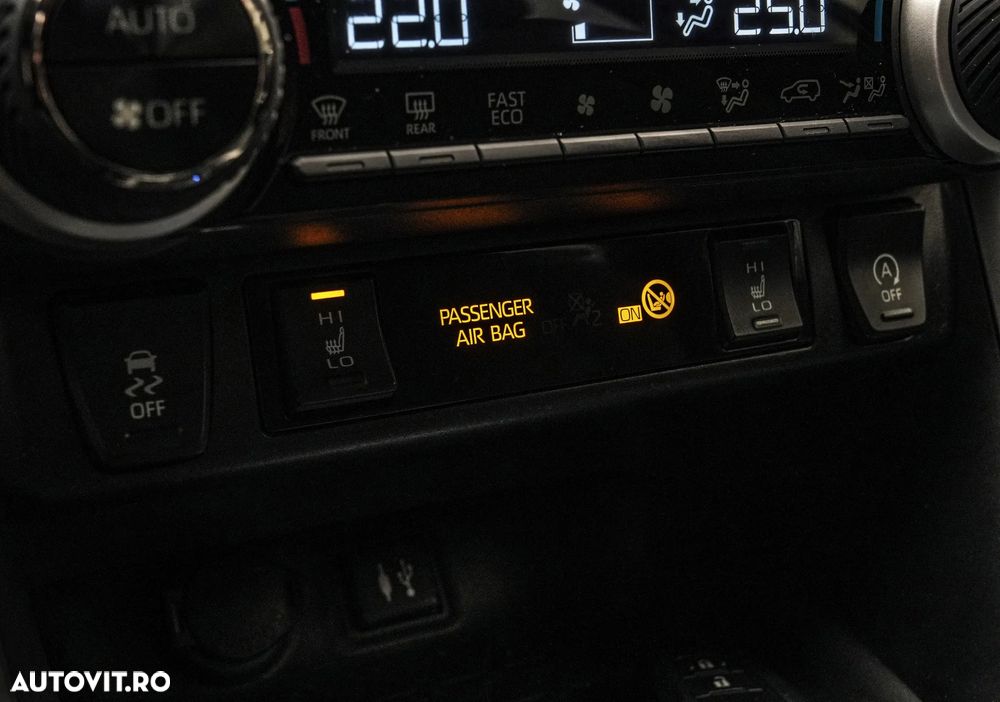 AUTO
OFF
22.0
25.0
FRONT
REAR
FAST
ECO
HI
LO
PASSENGER
AIR BAG
OFF
2
ON
HI
LO
A
OFF
OFF
AUTOVIT.RO